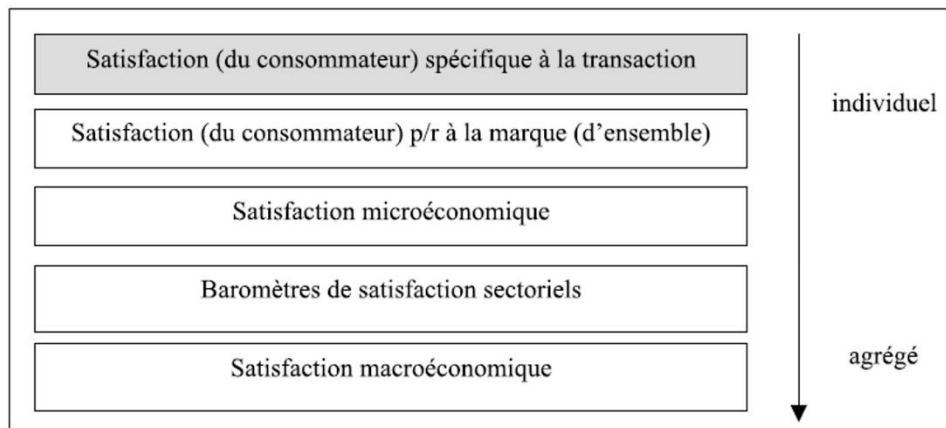 Satisfaction (du consommateur) spécifique à la transaction
individuel
Satisfaction (du consommateur) p/r à la marque (d’ensemble)
Satisfaction microéconomique
Baromètres de satisfaction sectoriels
agrégé
Satisfaction macroéconomique